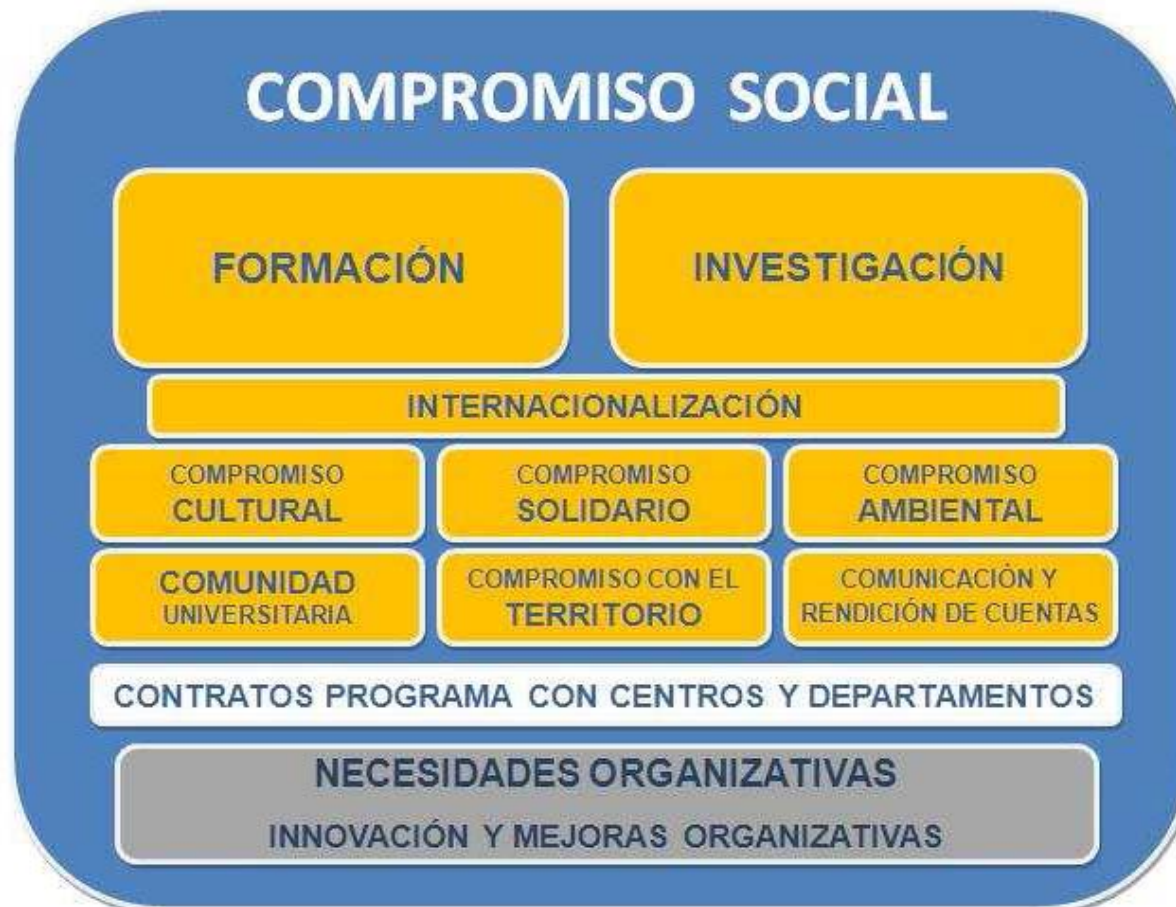 COMPROMISO SOCIAL
FORMACIÓN
INVESTIGACIÓN
INTERNACIONALIZACIÓN
COMPROMISO
CULTURAL
COMPROMISO
SOLIDARIO
COMPROMISO
AMBIENTAL
COMUNIDAD
UNIVERSITARIA
COMPROMISO CON EL
TERRITORIO
COMUNICACIÓN Y
RENDICIÓN DE CUENTAS
CONTRATOS PROGRAMA CON CENTROS Y DEPARTAMENTOS
NECESIDADES ORGANIZATIVAS
INNOVACIÓN Y MEJORAS ORGANIZATIVAS